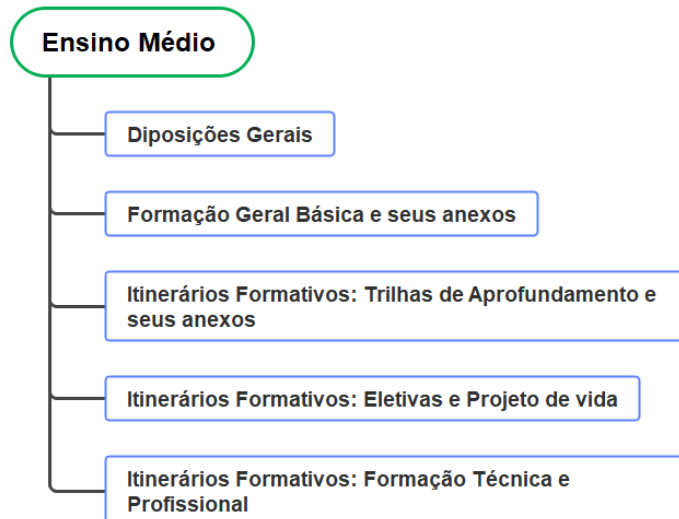 Ensino Médio
Diposições Gerais
Formação Geral Básica e seus anexos
Itinerários Formativos: Trilhas de Aprofundamento e
seus anexos
Itinerários Formativos: Eletivas e Projeto de vida
Itinerários Formativos: Formação Técnica e
Profissional